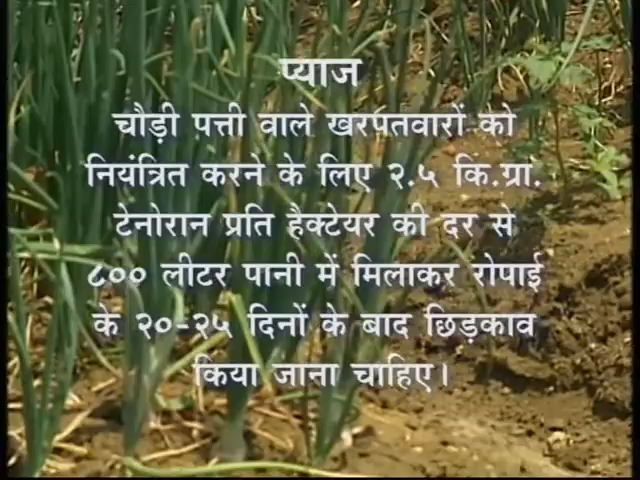 प्याज
चौड़ी पत्ती वाले खरपतवारों को
नियंत्रित करने के लिए २.५ कि.ग्रा.
टेनोरान प्रति हैक्टेयर की दर से
८०० लीटर पानी में मिलाकर रोपाई
के २०-२५ दिनों के बाद छिड़काव
किया जाना चाहिए।